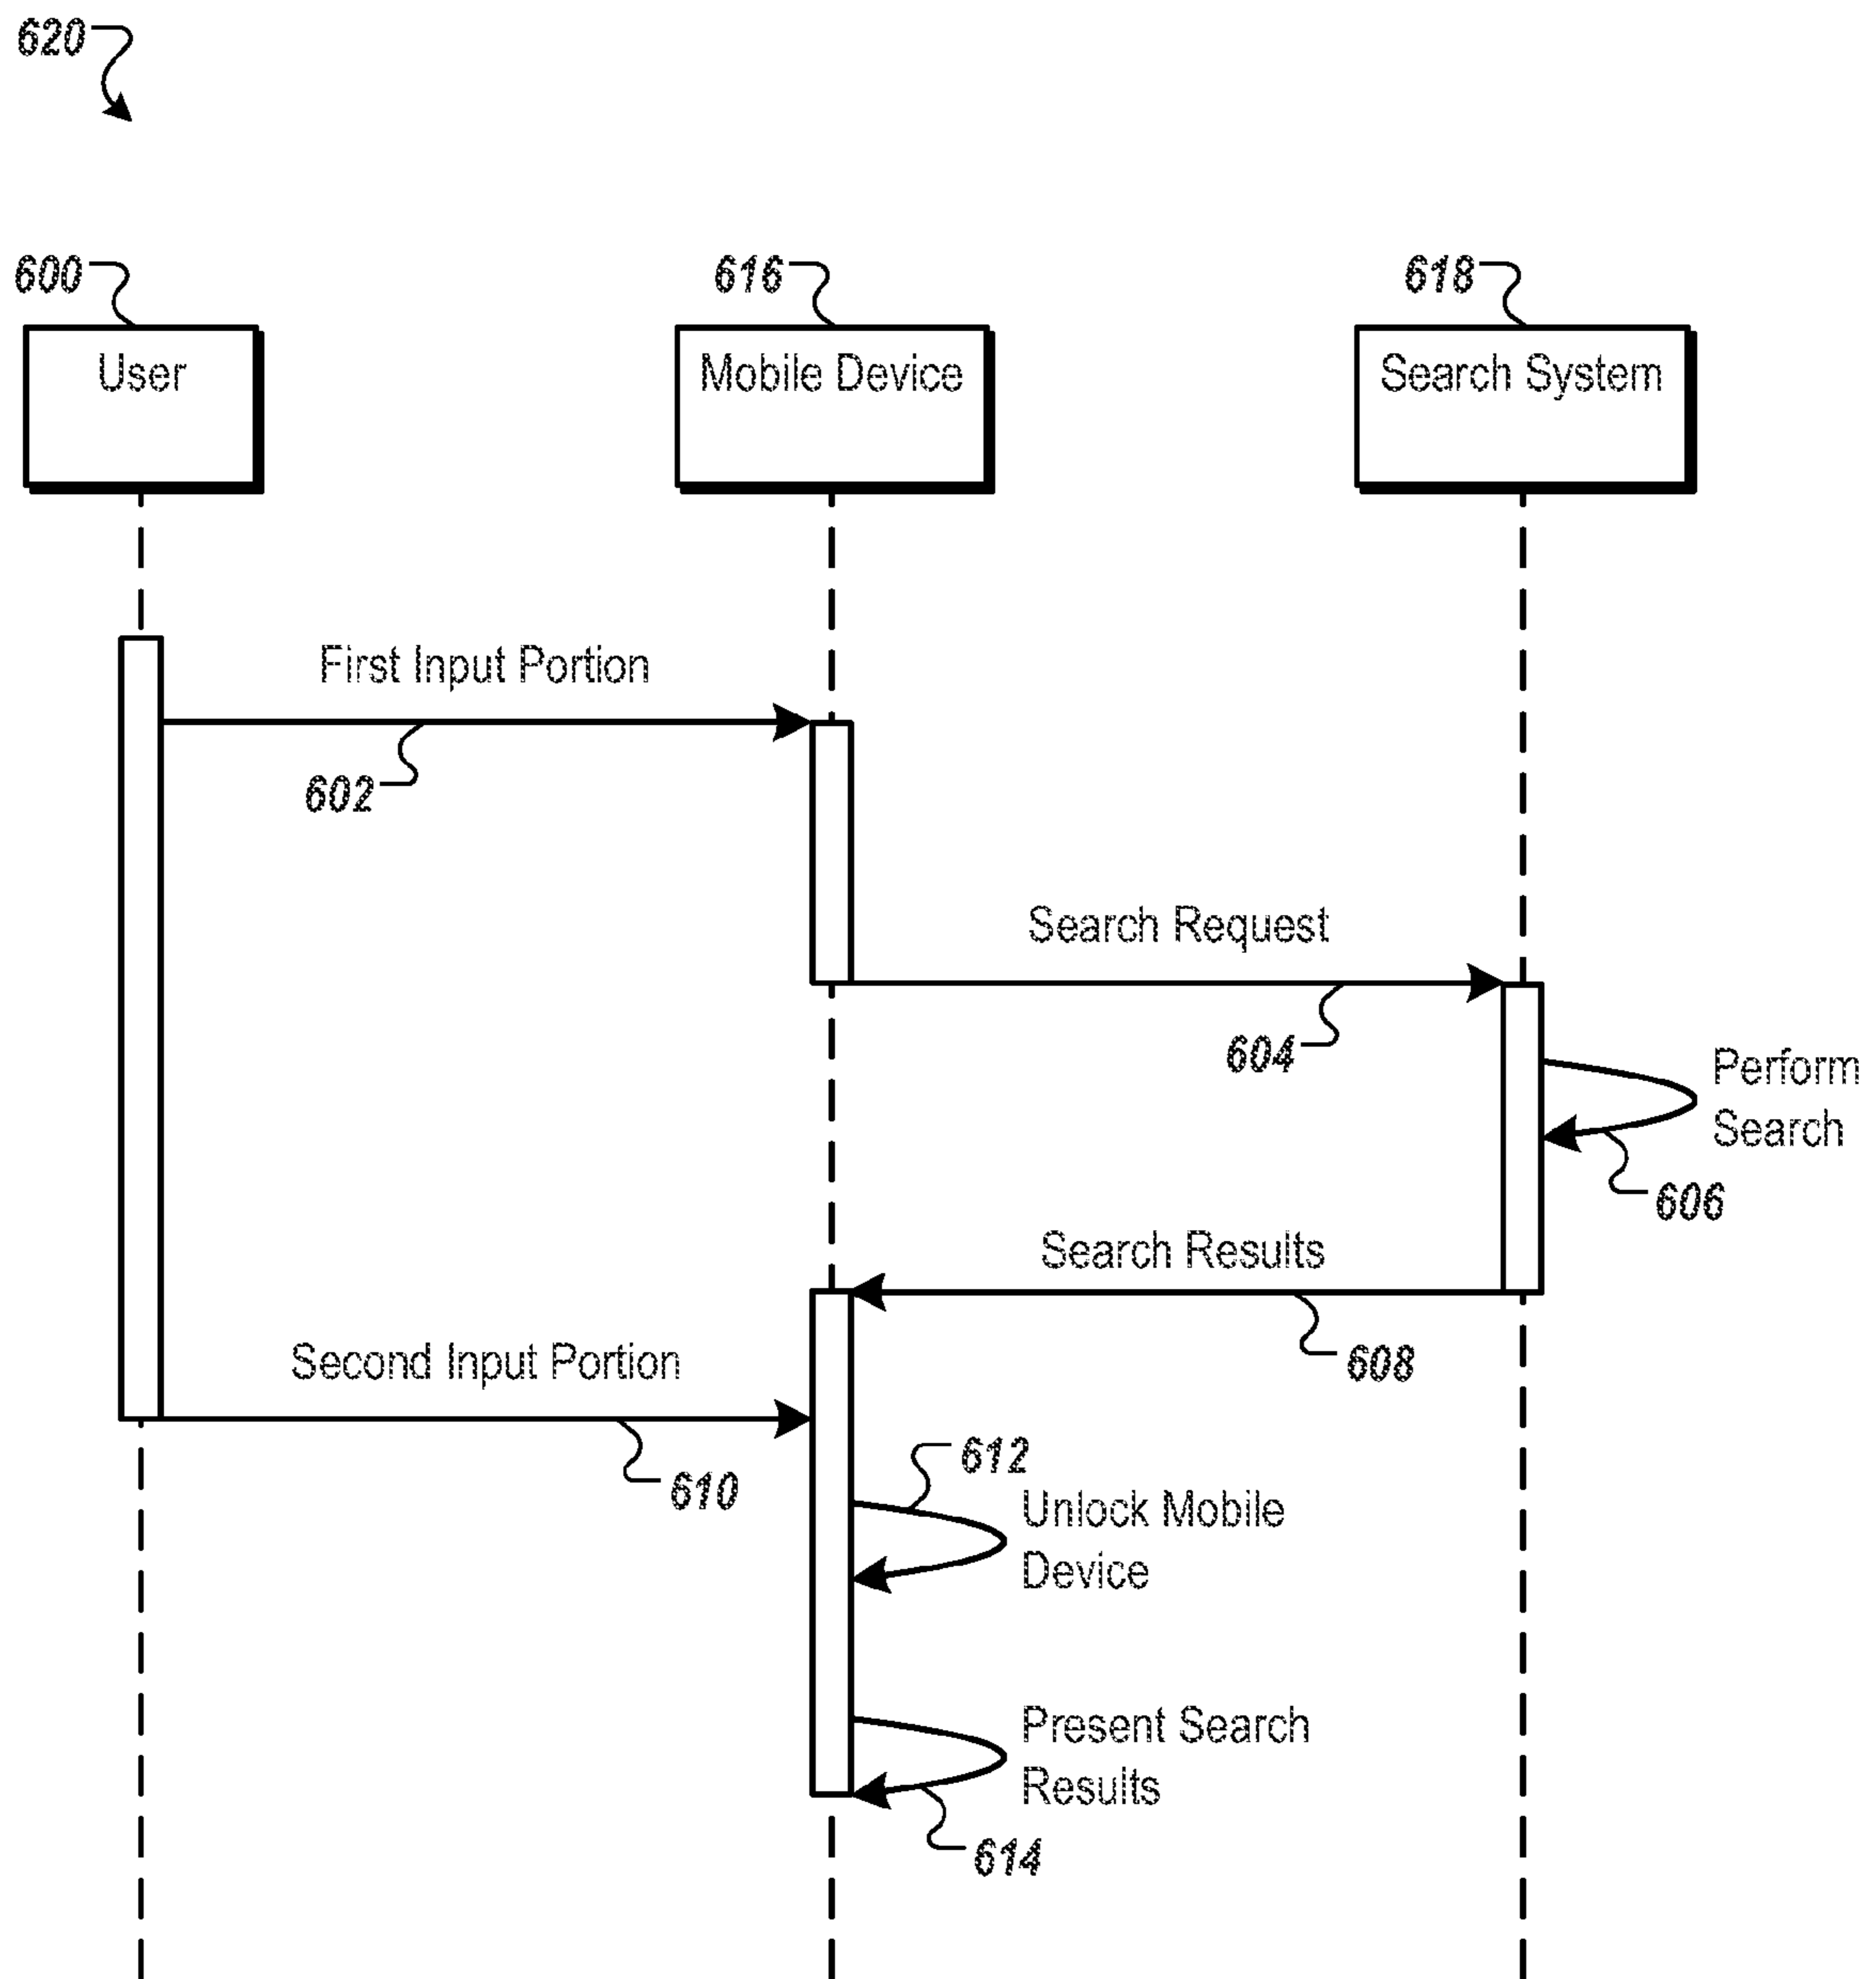 620
600
616
618
User
Mobile Device
Search System
First Input Portion
602
Search Request
604
Perform
Search
606
Search Results
608
Second Input Portion
610
612
Unlock Mobile
Device
Present Search
Results
614